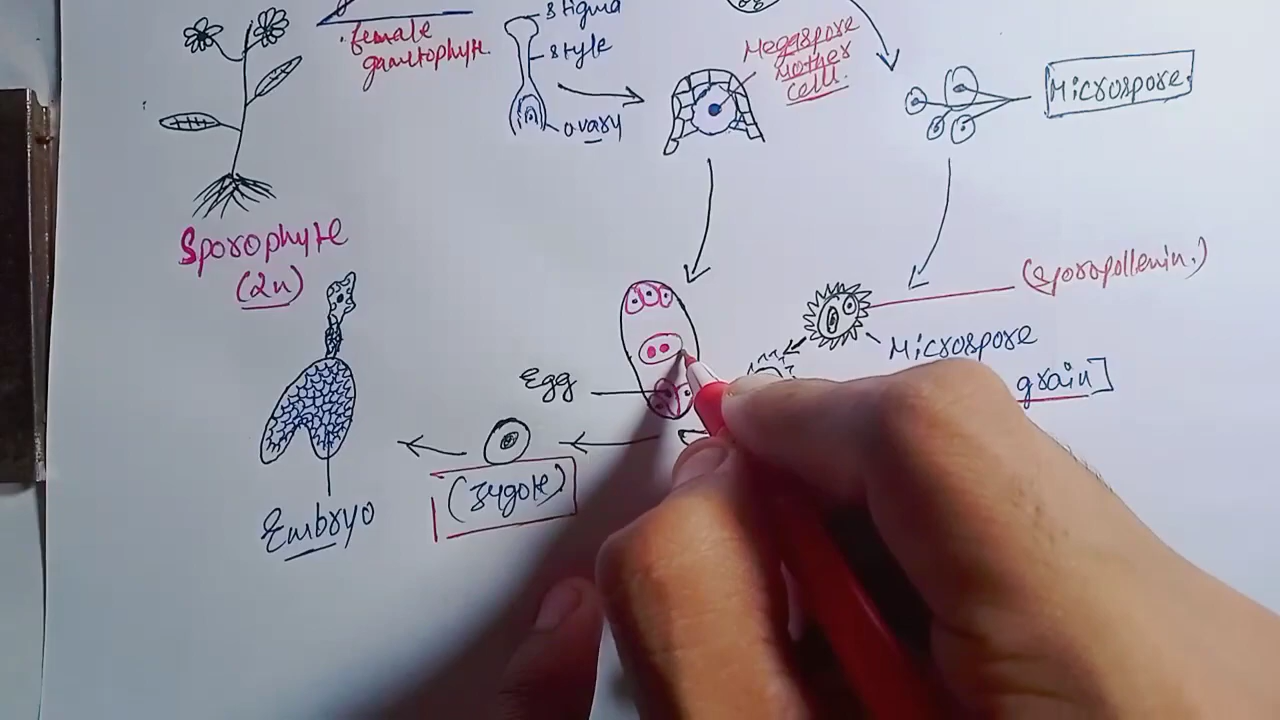 stigma
.female
gametophyte.
style
ovary
Megaspore
Mother
cell.
Microspore.
Sporophyte
(2n)
(sporopollenin.)
Microspore
grain]
Egg
(Zygote)
Embryo